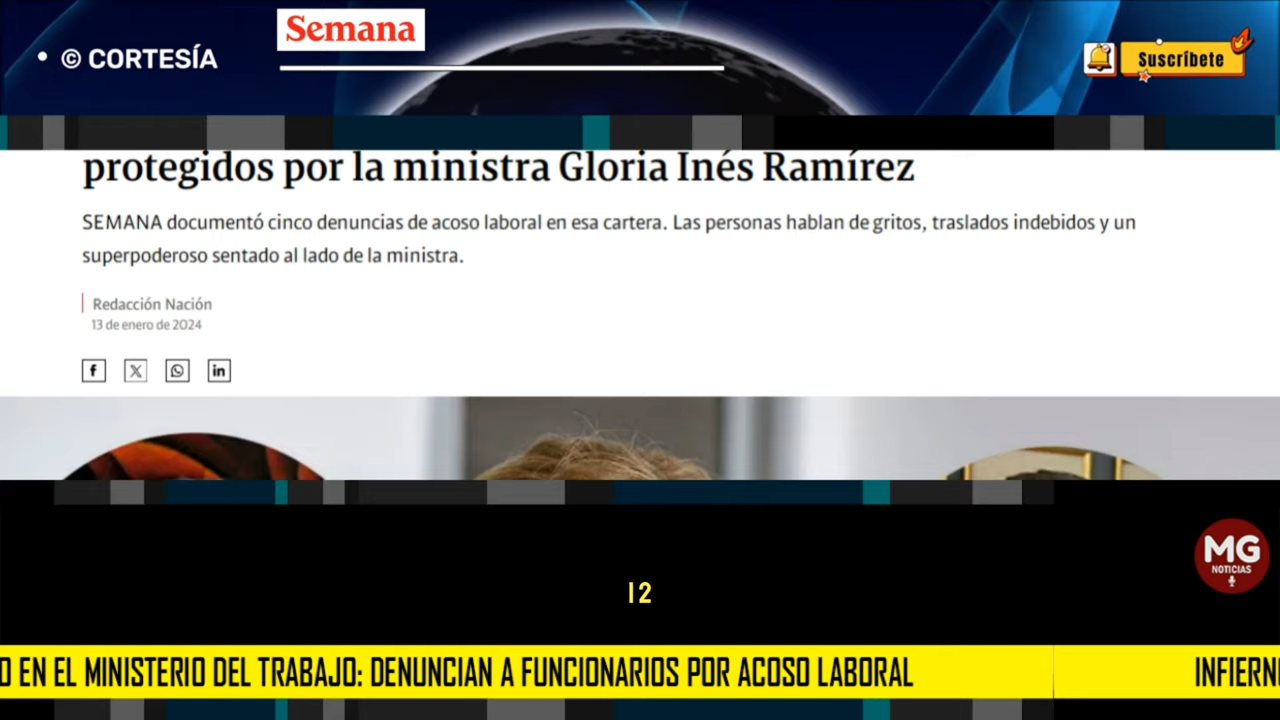 Semana
• © CORTESÍA
Suscríbete
protegidos por la ministra Gloria Inés Ramírez
SEMANA documentó cinco denuncias de acoso laboral en esa cartera. Las personas hablan de gritos, traslados indebidos y un
superpoderoso sentado al lado de la ministra.
Redacción Nación
13 de enero de 2024
MG
NOTICIAS
12
O EN EL MINISTERIO DEL TRABAJO: DENUNCIAN A FUNCIONARIOS POR ACOSO LABORAL
INFIERN